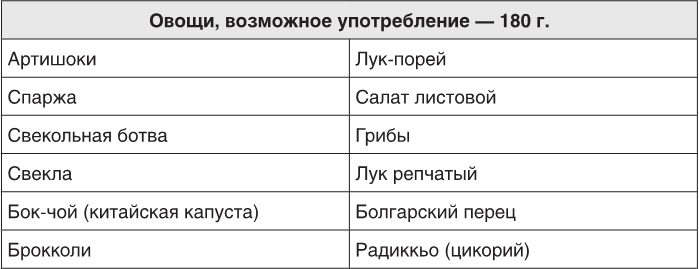 Овощи, возможное употребление — 180 г.
Артишоки Лук-порей
Спаржа Салат листовой
Свекольная ботва Грибы
Свекла Лук репчатый
Бок-чой (китайская капуста) Болгарский перец
Брокколи Радиккьо (цикорий)